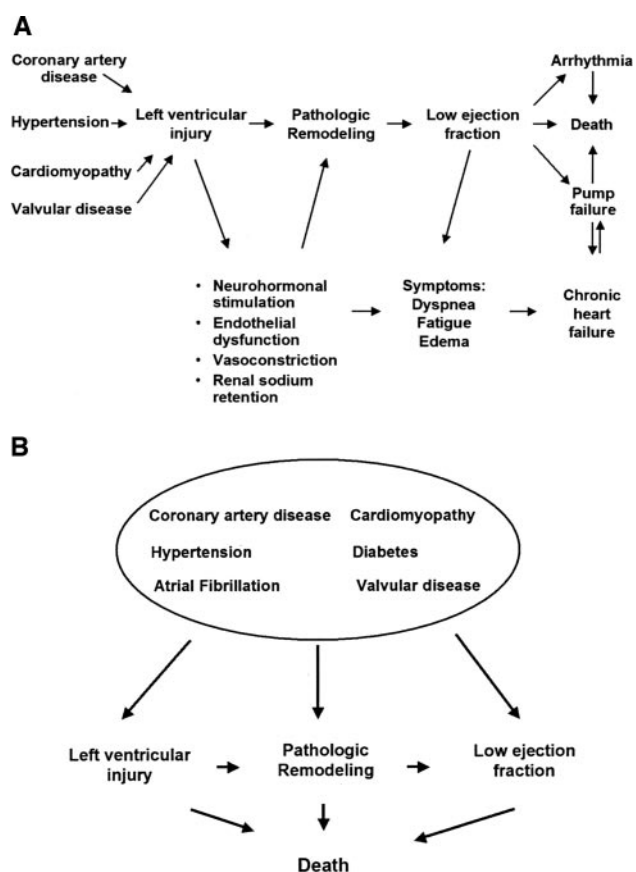 A
Coronary artery
disease
Hypertension
Cardiomyopathy
Valvular disease
Left ventricular
injury
Pathologic
Remodeling
Low ejection
fraction
Arrhythmia
Death
Pump
failure
• Neurohormonal
stimulation
• Endothelial
dysfunction
• Vasoconstriction
• Renal sodium
retention
Symptoms:
Dyspnea
Fatigue
Edema
Chronic
heart
failure
B
Coronary artery disease Cardiomyopathy
Hypertension Diabetes
Atrial Fibrillation Valvular disease
Left ventricular
injury
Pathologic
Remodeling
Low ejection
fraction
Death